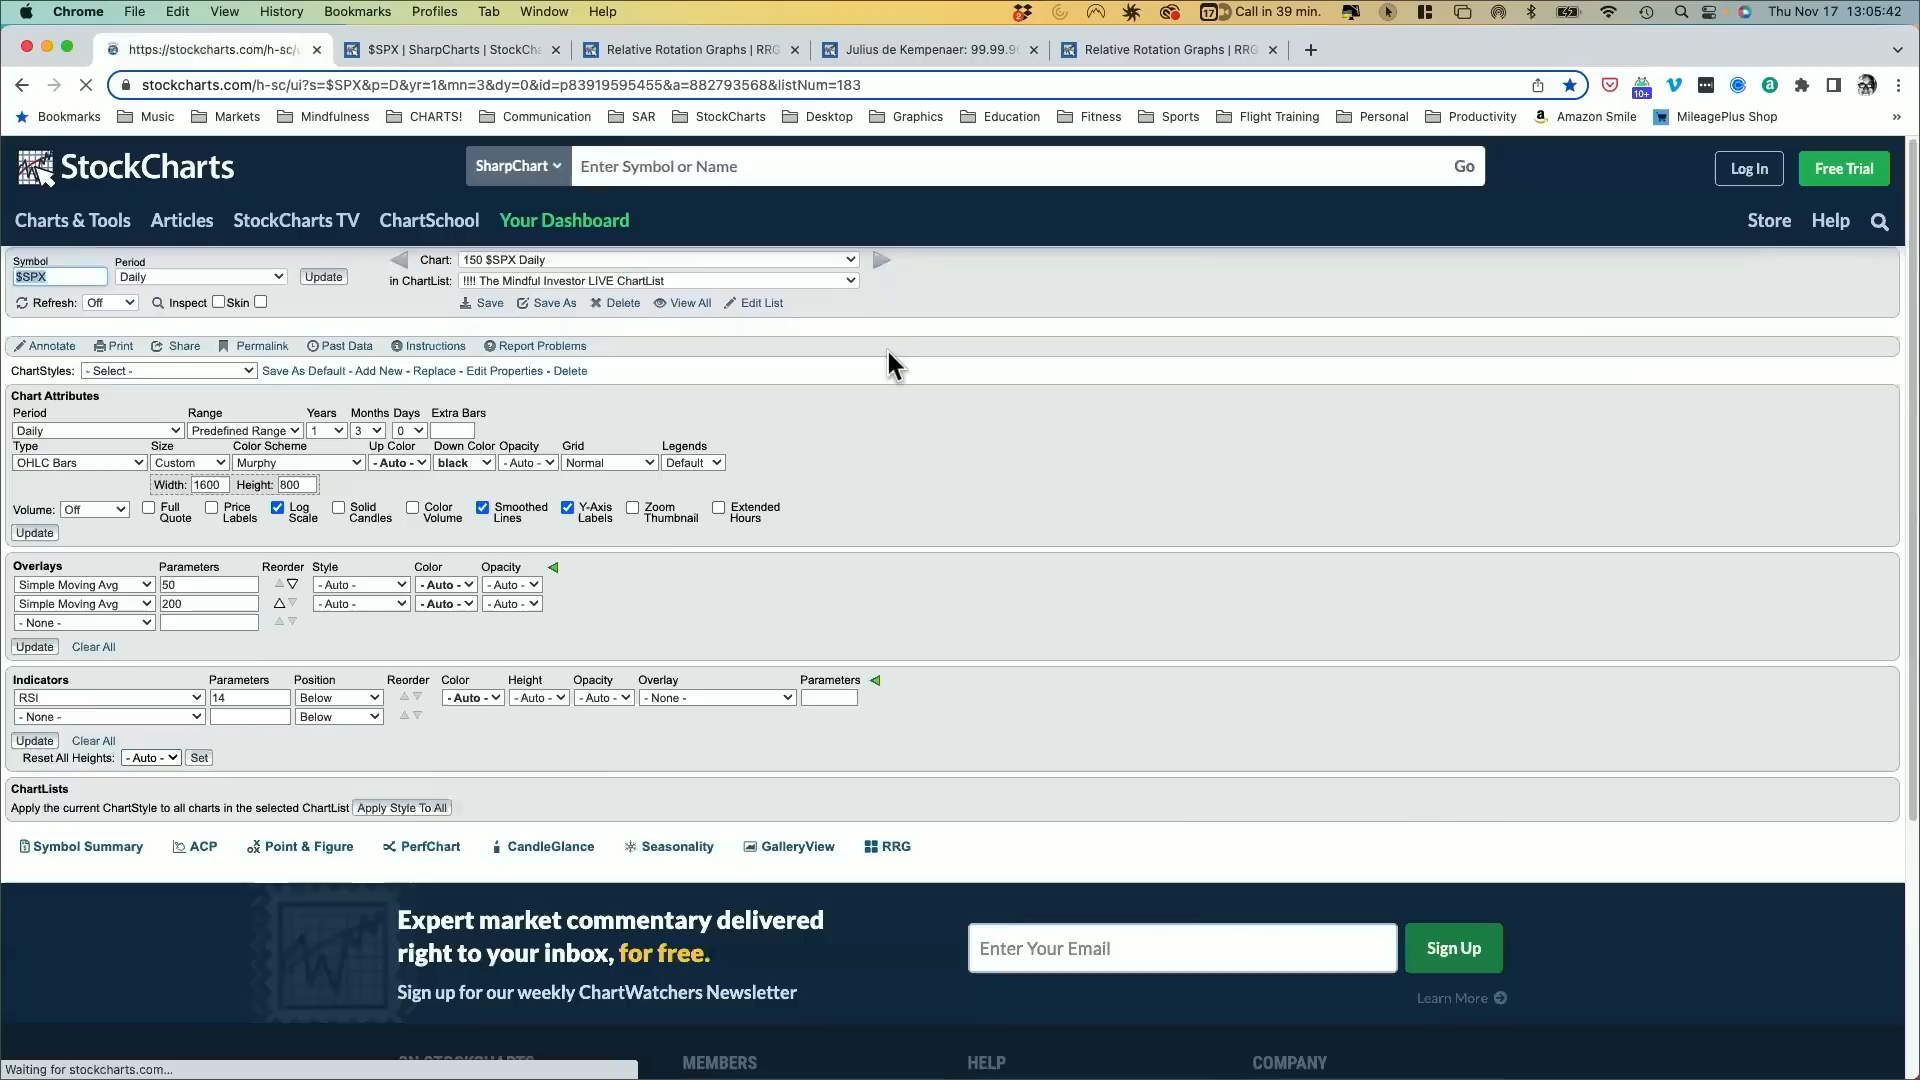 Chrome File Edit View History Bookmarks Profiles Tab Window Help 2 17 Call in 39 min. Thu Nov 17 13:05:42
https://stockcharts.com/h-sc/u $SPX | SharpCharts | StockCh Relative Rotation Graphs | RRG Julius de Kempenaer: 99.99.9 Relative Rotation Graphs | RRG
stockcharts.com/h-sc/ui?s=$SPX&p=D&yr=1&mn=3&dy=0&id=p83919595455&a=882793568&listNum=183 10+
Bookmarks Music Markets Mindfulness CHARTS! Communication SAR StockCharts Desktop Graphics Education Fitness Sports Flight Training Personal Productivity Amazon Smile MileagePlus Shop »
StockCharts SharpChart Enter Symbol or Name Go Log In Free Trial
Charts & Tools Articles StockCharts TV ChartSchool Your Dashboard Store Help
Symbol Period Chart: 150 $SPX Daily
$SPX Daily Update in ChartList: !!!! The Mindful Investor LIVE ChartList
Refresh: Off Inspect Skin Save Save As Delete View All Edit List
Annotate Print Share Permalink Past Data Instructions Report Problems
ChartStyles: - Select - Save As Default - Add New - Replace - Edit Properties - Delete
Chart Attributes
Period Range Years Months Days Extra Bars
Daily Predefined Range 1 3 0
Type Size Color Scheme Up Color Down Color Opacity Grid Legends
OHLC Bars Custom Murphy - Auto - black - Auto - Normal Default
Width: 1600 Height: 800
Volume: Off Full Quote Price Labels Log Scale Solid Candles Color Volume Smoothed Lines Y-Axis Labels Zoom Thumbnail Extended Hours
Update
Overlays Parameters Reorder Style Color Opacity
Simple Moving Avg 50 - Auto - - Auto - - Auto -
Simple Moving Avg 200 - Auto - - Auto - - Auto -
- None -
Update Clear All
Indicators Parameters Position Reorder Color Height Opacity Overlay Parameters
RSI 14 Below - Auto - - Auto - - Auto - - None -
- None - Below
Update Clear All
Reset All Heights: - Auto - Set
ChartLists
Apply the current ChartStyle to all charts in the selected ChartList Apply Style To All
Symbol Summary ACP Point & Figure PerfChart CandleGlance Seasonality GalleryView RRG
Expert market commentary delivered
right to your inbox, for free.
Enter Your Email Sign Up
Sign up for our weekly ChartWatchers Newsletter
Learn More
ON STOCKCHARTS MEMBERS HELP COMPANY
Waiting for stockcharts.com...